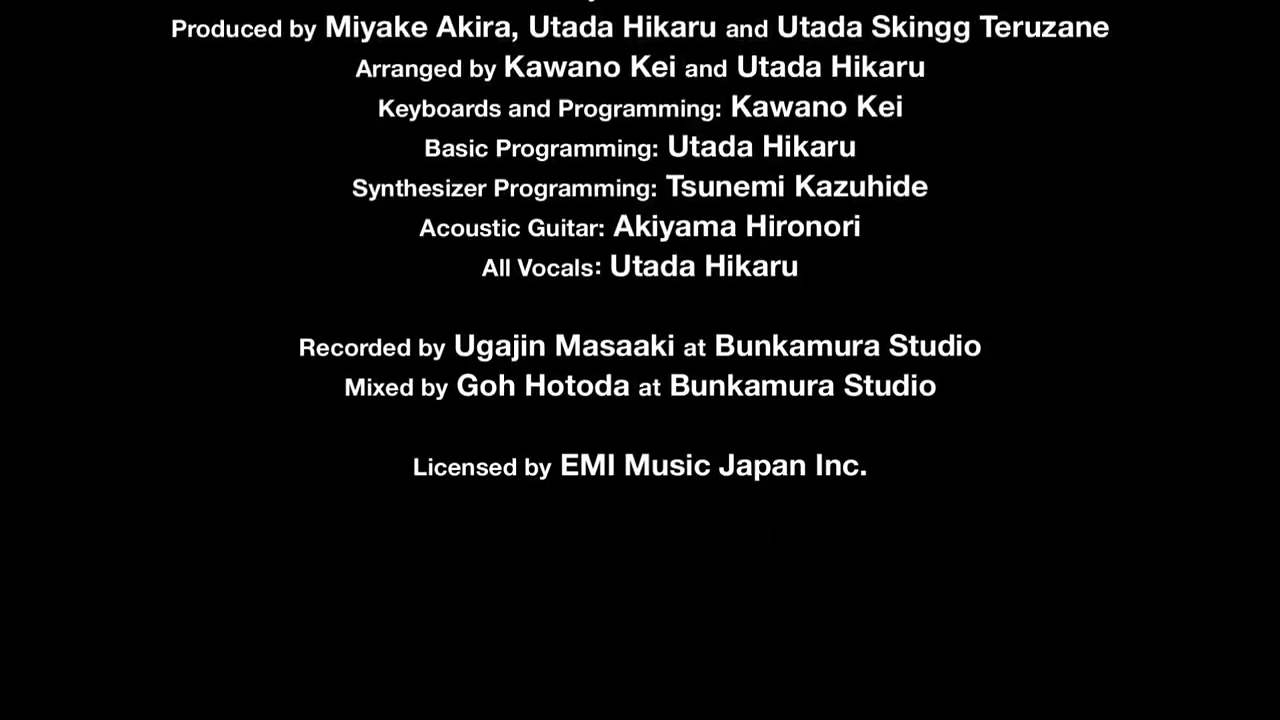 Produced by Miyake Akira, Utada Hikaru and Utada Skingg Teruzane
Arranged by Kawano Kei and Utada Hikaru
Keyboards and Programming: Kawano Kei
Basic Programming: Utada Hikaru
Synthesizer Programming: Tsunemi Kazuhide
Acoustic Guitar: Akiyama Hironori
All Vocals: Utada Hikaru
Recorded by Ugajin Masaaki at Bunkamura Studio
Mixed by Goh Hotoda at Bunkamura Studio
Licensed by EMI Music Japan Inc.